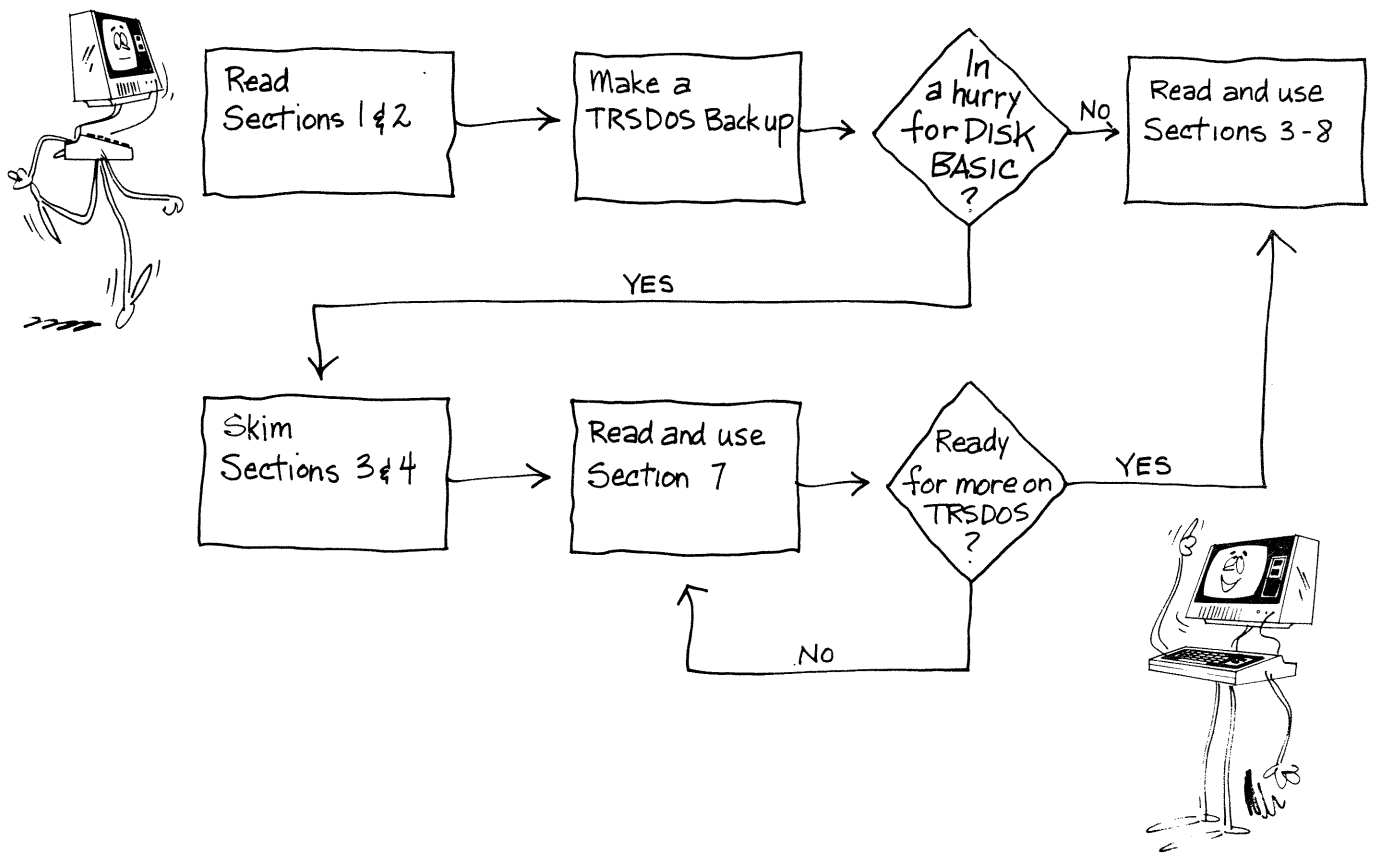 Read
Sections 1 & 2
Make a
TRSDOS Backup
In
a hurry
for DISK
BASIC
?
NO
Read and use
Sections 3-8
YES
Skim
Sections 3 & 4
Read and use
Section 7
Ready
for more on
TRSDOS
?
YES
NO